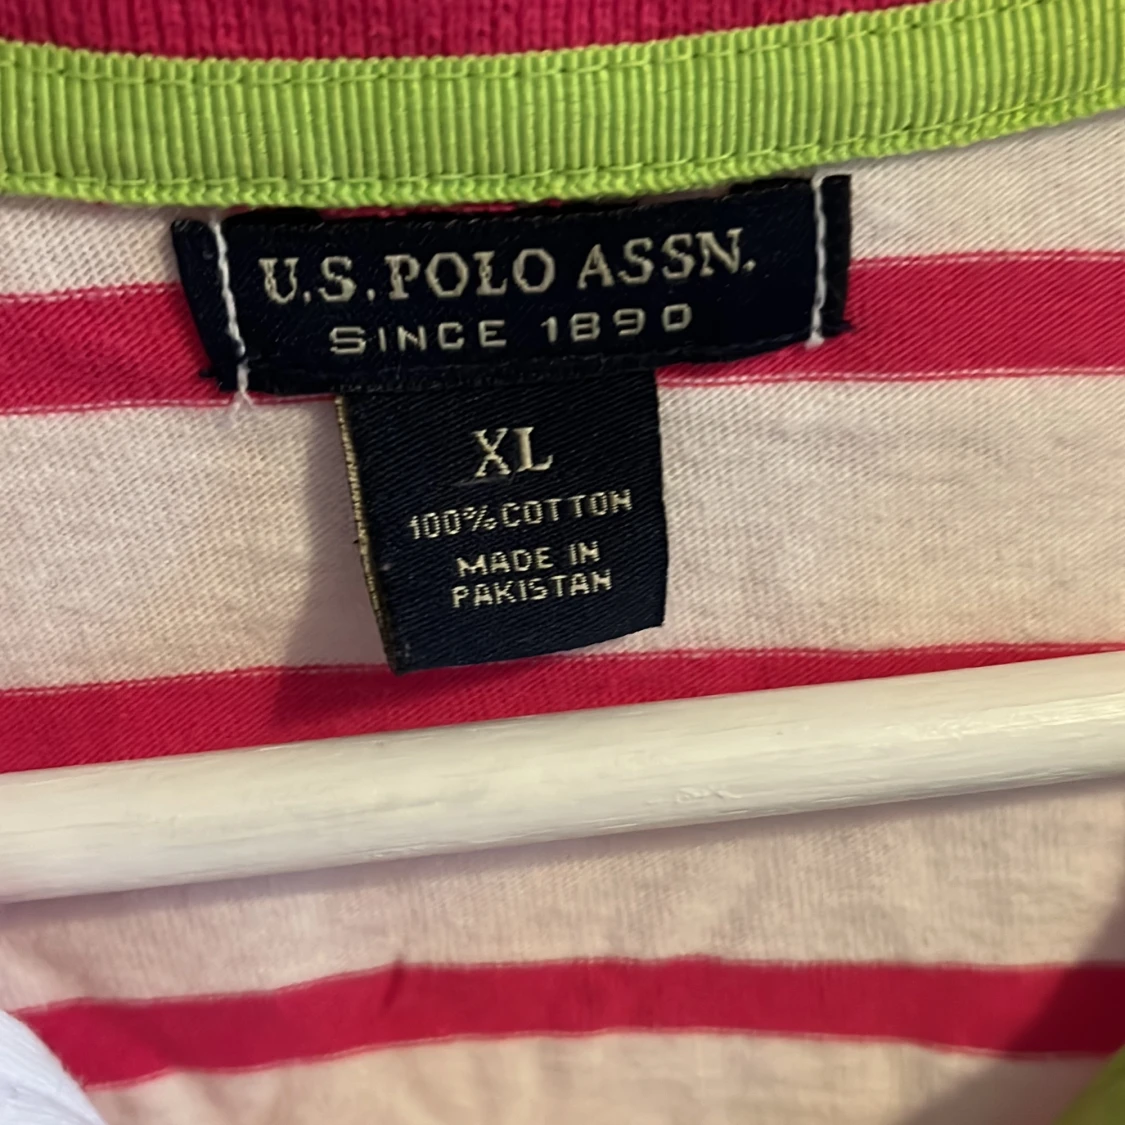 U.S. POLO ASSN.
SINCE 1890
XL
100% COTTON
MADE IN
PAKISTAN